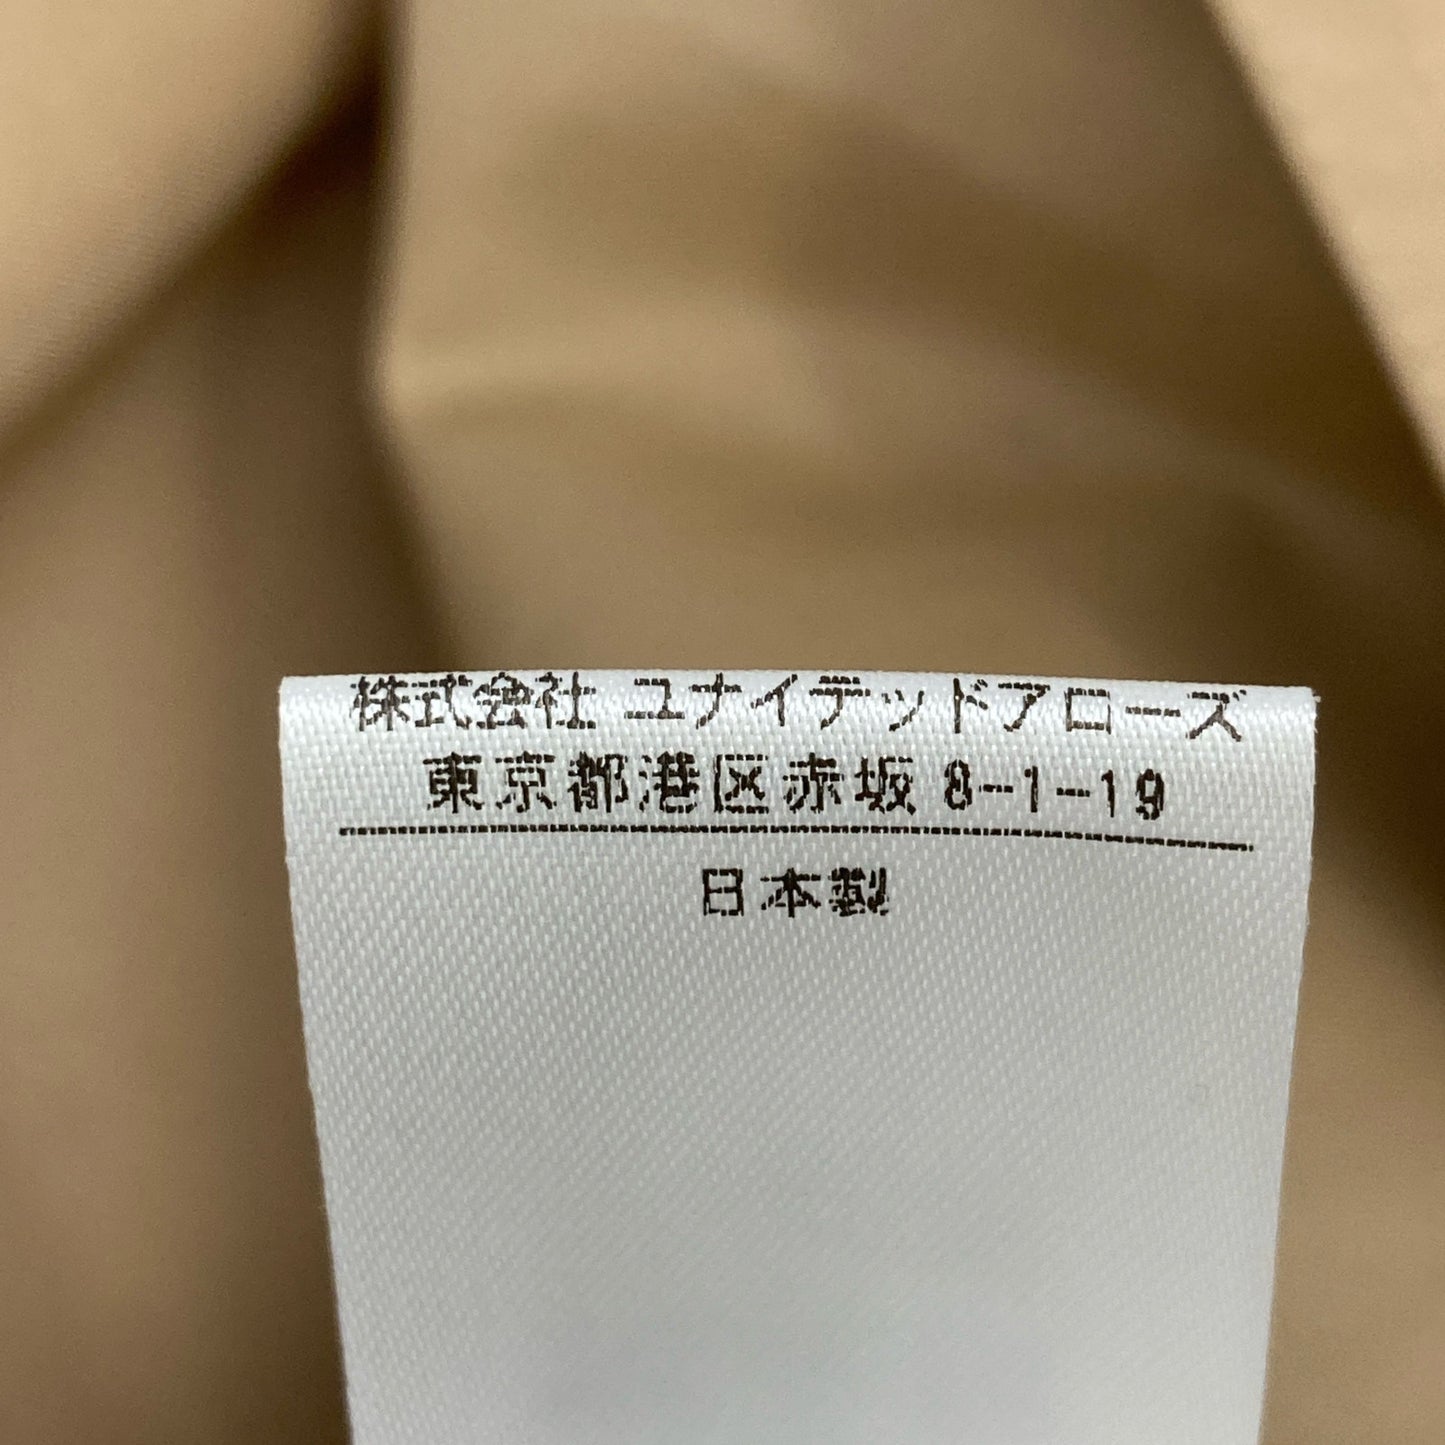 株式会社 ユナイテッドアローズ
東京都港区赤坂 8-1-19
日本製